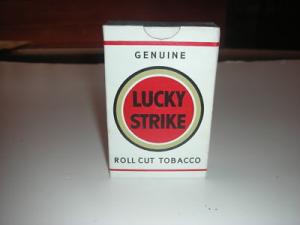 GENUINE
LUCKY
STRIKE
ROLL CUT TOBACCO